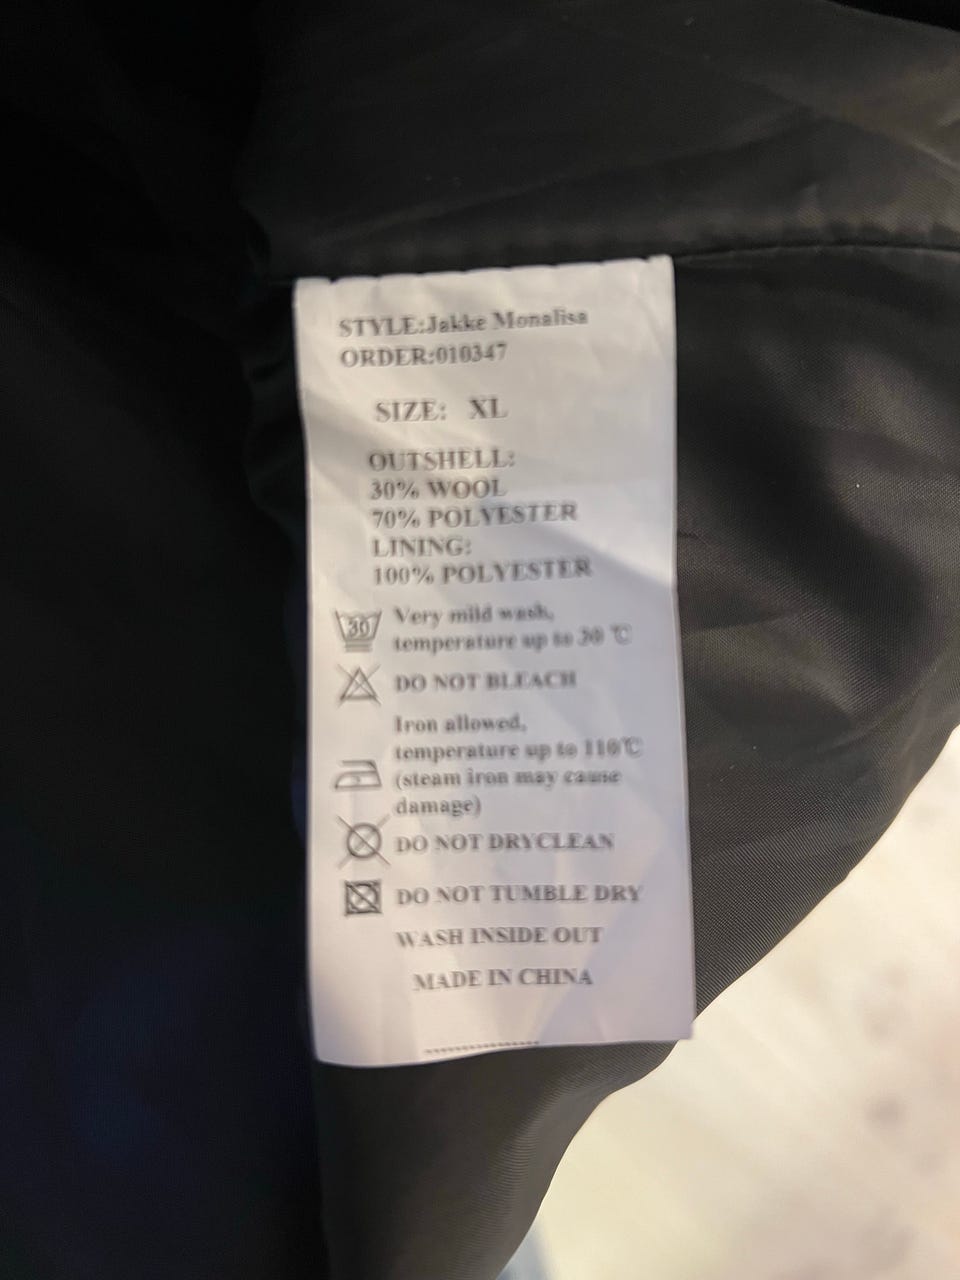 STYLE:Jakke Monalisa
ORDER:010347
SIZE: XL
OUTSHELL:
30% WOOL
70% POLYESTER
LINING:
100% POLYESTER
30
Very mild wash,
temperature up to 30 ℃
DO NOT BLEACH
Iron allowed,
temperature up to 110℃
(steam iron may cause
damage)
DO NOT DRYCLEAN
DO NOT TUMBLE DRY
WASH INSIDE OUT
MADE IN CHINA